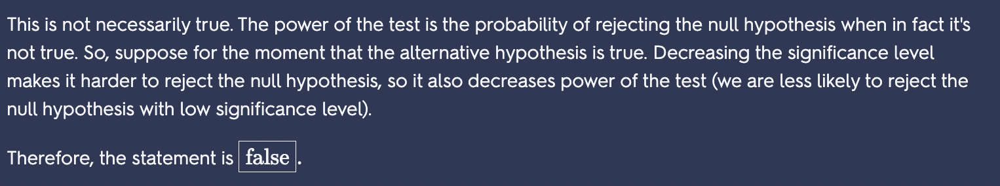 This is not necessarily true. The power of the test is the probability of rejecting the null hypothesis when in fact it's
not true. So, suppose for the moment that the alternative hypothesis is true. Decreasing the significance level
makes it harder to reject the null hypothesis, so it also decreases power of the test (we are less likely to reject the
null hypothesis with low significance level).
Therefore, the statement is false.